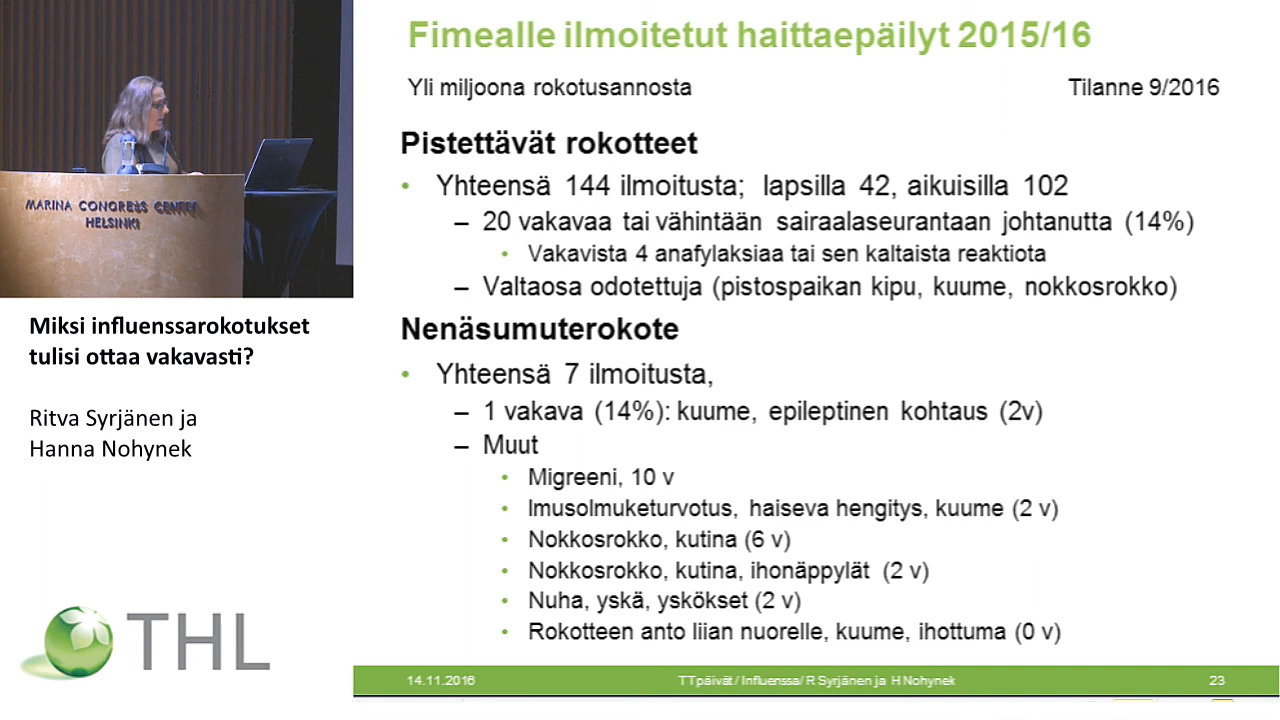 MARINA CONGRESS CENTER
HELSINKI
Miksi influenssarokotukset
tulisi ottaa vakavasti?
Ritva Syrjänen ja
Hanna Nohynek
THL
Fimealle ilmoitetut haittaepäilyt 2015/16
Yli miljoona rokotusannosta Tilanne 9/2016
Pistettävät rokotteet
• Yhteensä 144 ilmoitusta; lapsilla 42, aikuisilla 102
– 20 vakavaa tai vähintään sairaalaseurantaan johtanutta (14%)
• Vakavista 4 anafylaksiaa tai sen kaltaista reaktiota
– Valtaosa odotettuja (pistospaikan kipu, kuume, nokkosrokko)
Nenäsumuterokote
• Yhteensä 7 ilmoitusta,
– 1 vakava (14%): kuume, epileptinen kohtaus (2v)
– Muut
• Migreeni, 10 v
• Imusolmuketurvotus, haiseva hengitys, kuume (2 v)
• Nokkosrokko, kutina (6 v)
• Nokkosrokko, kutina, ihonäppylät (2 v)
• Nuha, yskä, yskökset (2 v)
• Rokotteen anto liian nuorelle, kuume, ihottuma (0 v)
14.11.2016 TTpäivät / Influenssa/ R Syrjänen ja H Nohynek 23